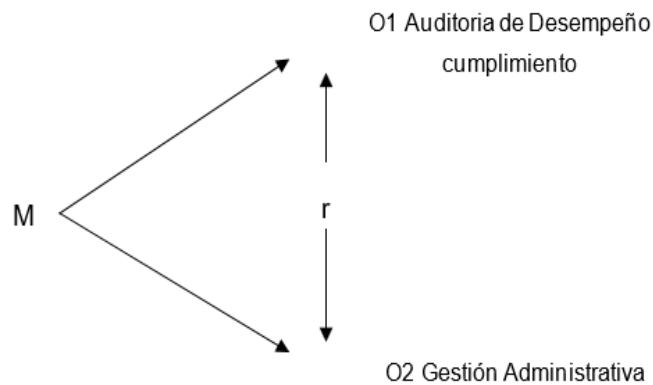 O1 Auditoria de Desempeño
cumplimiento
M
r
O2 Gestión Administrativa